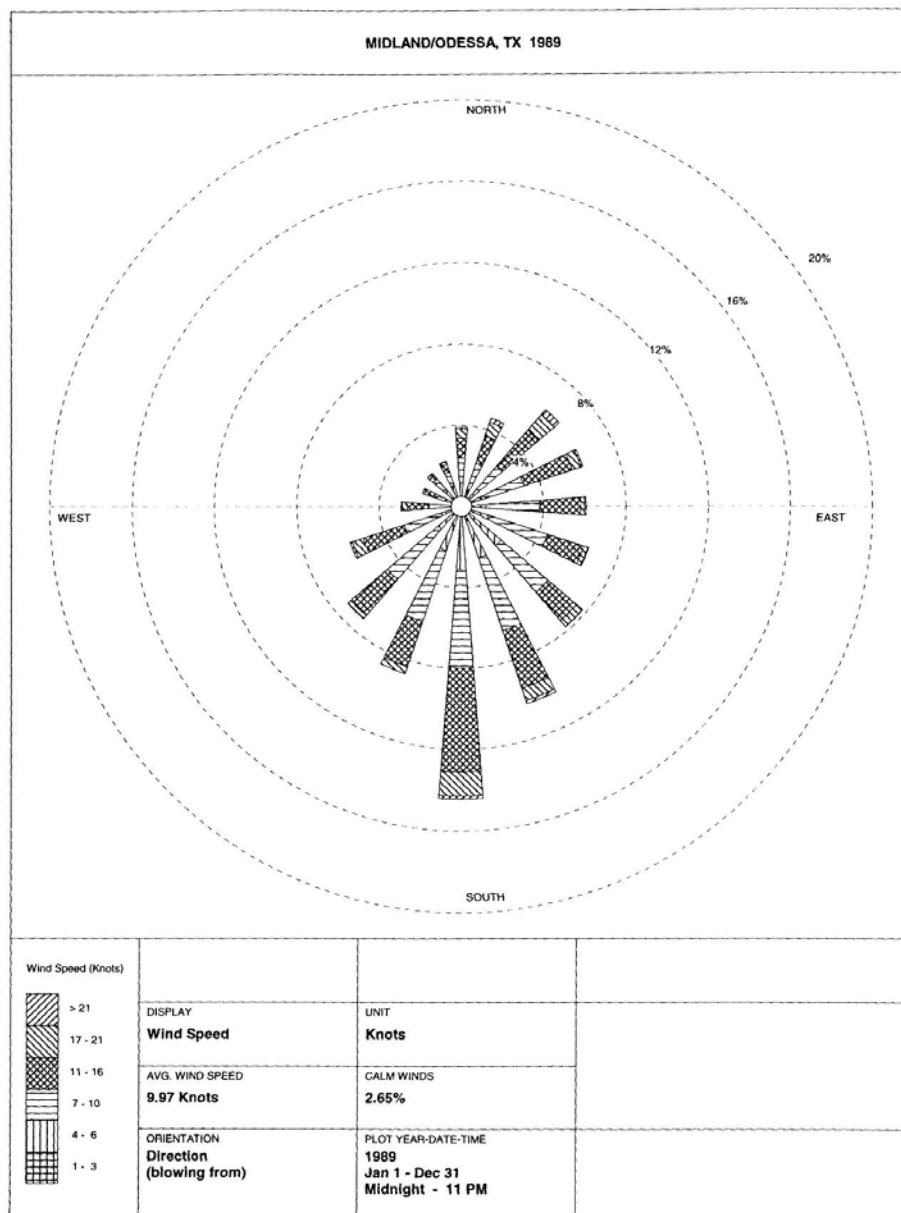 MIDLAND/ODESSA, TX 1989
NORTH
20%
16%
12%
8%
4%
WEST
EAST
SOUTH
Wind Speed (Knots)
> 21
17 - 21
11 - 16
7 - 10
4 - 6
1 - 3
DISPLAY
Wind Speed
UNIT
Knots
AVG. WIND SPEED
9.97 Knots
CALM WINDS
2.65%
ORIENTATION
Direction
(blowing from)
PLOT YEAR-DATE-TIME
1989
Jan 1 - Dec 31
Midnight - 11 PM